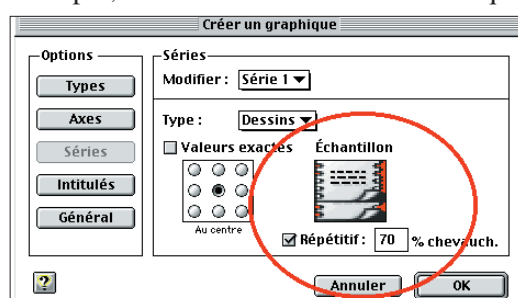 Créer un graphique
Options
Types
Axes
Séries
Intitulés
Général
Séries
Modifier : Série 1
Type : Dessins
Valeurs exactes
Échantillon
Au centre
Répétitif : 70 % chevauch.
?
Annuler
OK